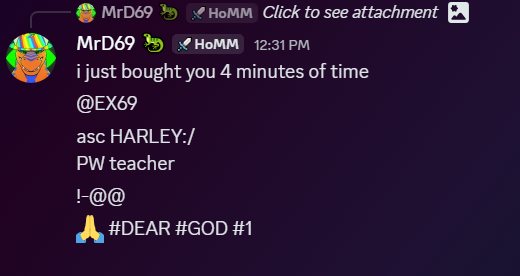 MrD69 🐉 HoMM Click to see attachment
MrD69 🐉 HoMM 12:31 PM
i just bought you 4 minutes of time
@EX69
asc HARLEY:/
PW teacher
!-@@
🙏 #DEAR #GOD #1